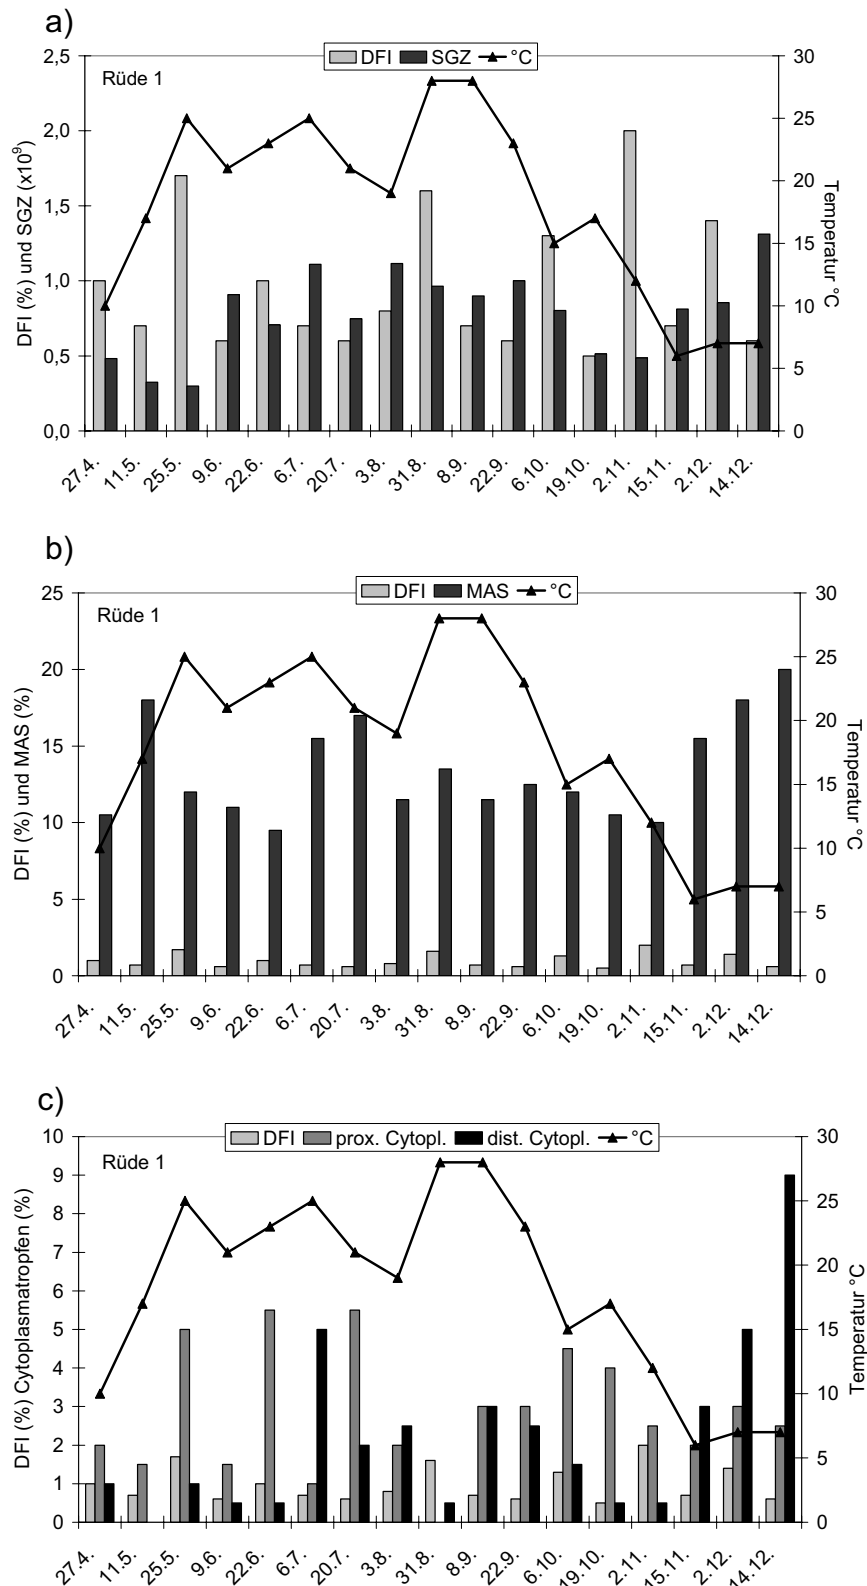 a)
DFI SGZ °C
Rüde 1
DFI (%) und SGZ (x10⁹)
2,5
2,0
1,5
1,0
0,5
0,0
30
25
20
15
10
5
0
Temperatur °C
27.4. 11.5. 25.5. 9.6. 22.6. 6.7. 20.7. 3.8. 31.8. 8.9. 22.9. 6.10. 19.10. 2.11. 15.11. 2.12. 14.12.
b)
DFI MAS °C
Rüde 1
DFI (%) und MAS (%)
25
20
15
10
5
0
30
25
20
15
10
5
0
Temperatur °C
27.4. 11.5. 25.5. 9.6. 22.6. 6.7. 20.7. 3.8. 31.8. 8.9. 22.9. 6.10. 19.10. 2.11. 15.11. 2.12. 14.12.
c)
DFI prox. Cytopl. dist. Cytopl. °C
Rüde 1
DFI (%) Cytoplasmatropfen (%)
10
9
8
7
6
5
4
3
2
1
0
30
25
20
15
10
5
0
Temperatur °C
27.4. 11.5. 25.5. 9.6. 22.6. 6.7. 20.7. 3.8. 31.8. 8.9. 22.9. 6.10. 19.10. 2.11. 15.11. 2.12. 14.12.